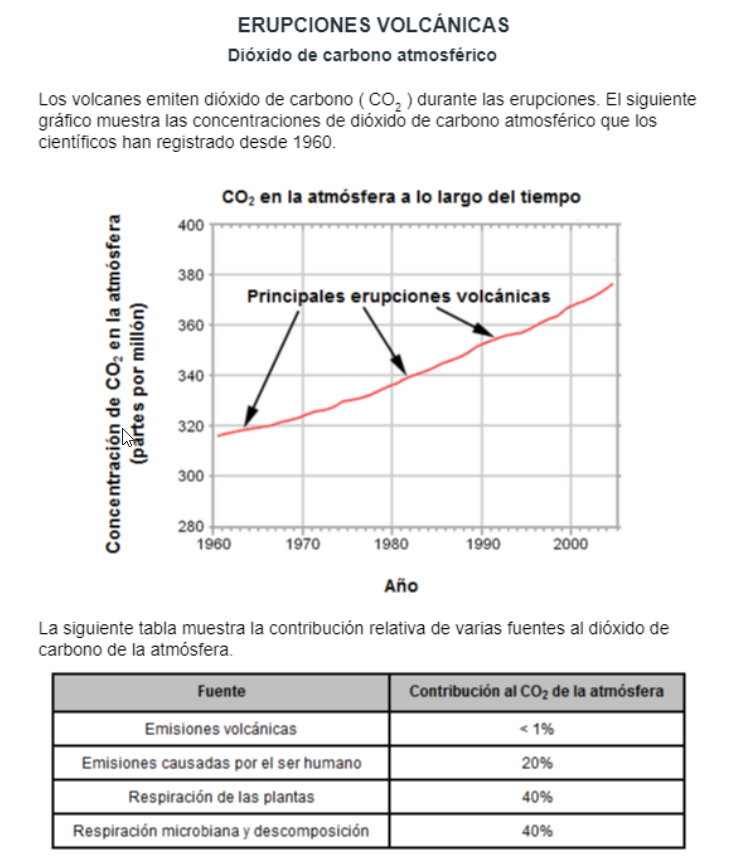 ERUPCIONES VOLCÁNICAS
Dióxido de carbono atmosférico
Los volcanes emiten dióxido de carbono ( CO₂ ) durante las erupciones. El siguiente
gráfico muestra las concentraciones de dióxido de carbono atmosférico que los
científicos han registrado desde 1960.
CO₂ en la atmósfera a lo largo del tiempo
Concentración de CO₂ en la atmósfera
(partes por millón)
400
380
Principales erupciones volcánicas
360
340
320
300
280
1960 1970 1980 1990 2000
Año
La siguiente tabla muestra la contribución relativa de varias fuentes al dióxido de
carbono de la atmósfera.
Fuente Contribución al CO₂ de la atmósfera
Emisiones volcánicas < 1%
Emisiones causadas por el ser humano 20%
Respiración de las plantas 40%
Respiración microbiana y descomposición 40%